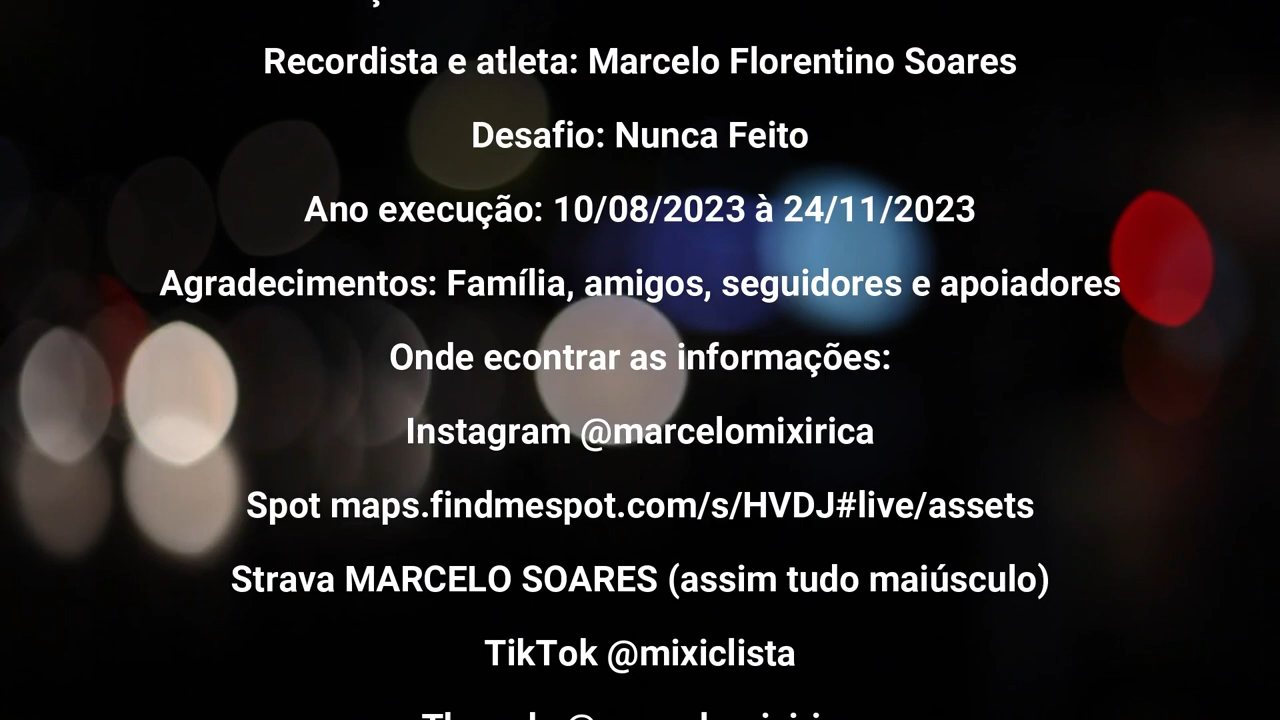 Recordista e atleta: Marcelo Florentino Soares
Desafio: Nunca Feito
Ano execução: 10/08/2023 à 24/11/2023
Agradecimentos: Família, amigos, seguidores e apoiadores
Onde econtrar as informações:
Instagram @marcelomixirica
Spot maps.findmespot.com/s/HVDJ#live/assets
Strava MARCELO SOARES (assim tudo maiúsculo)
TikTok @mixiclista